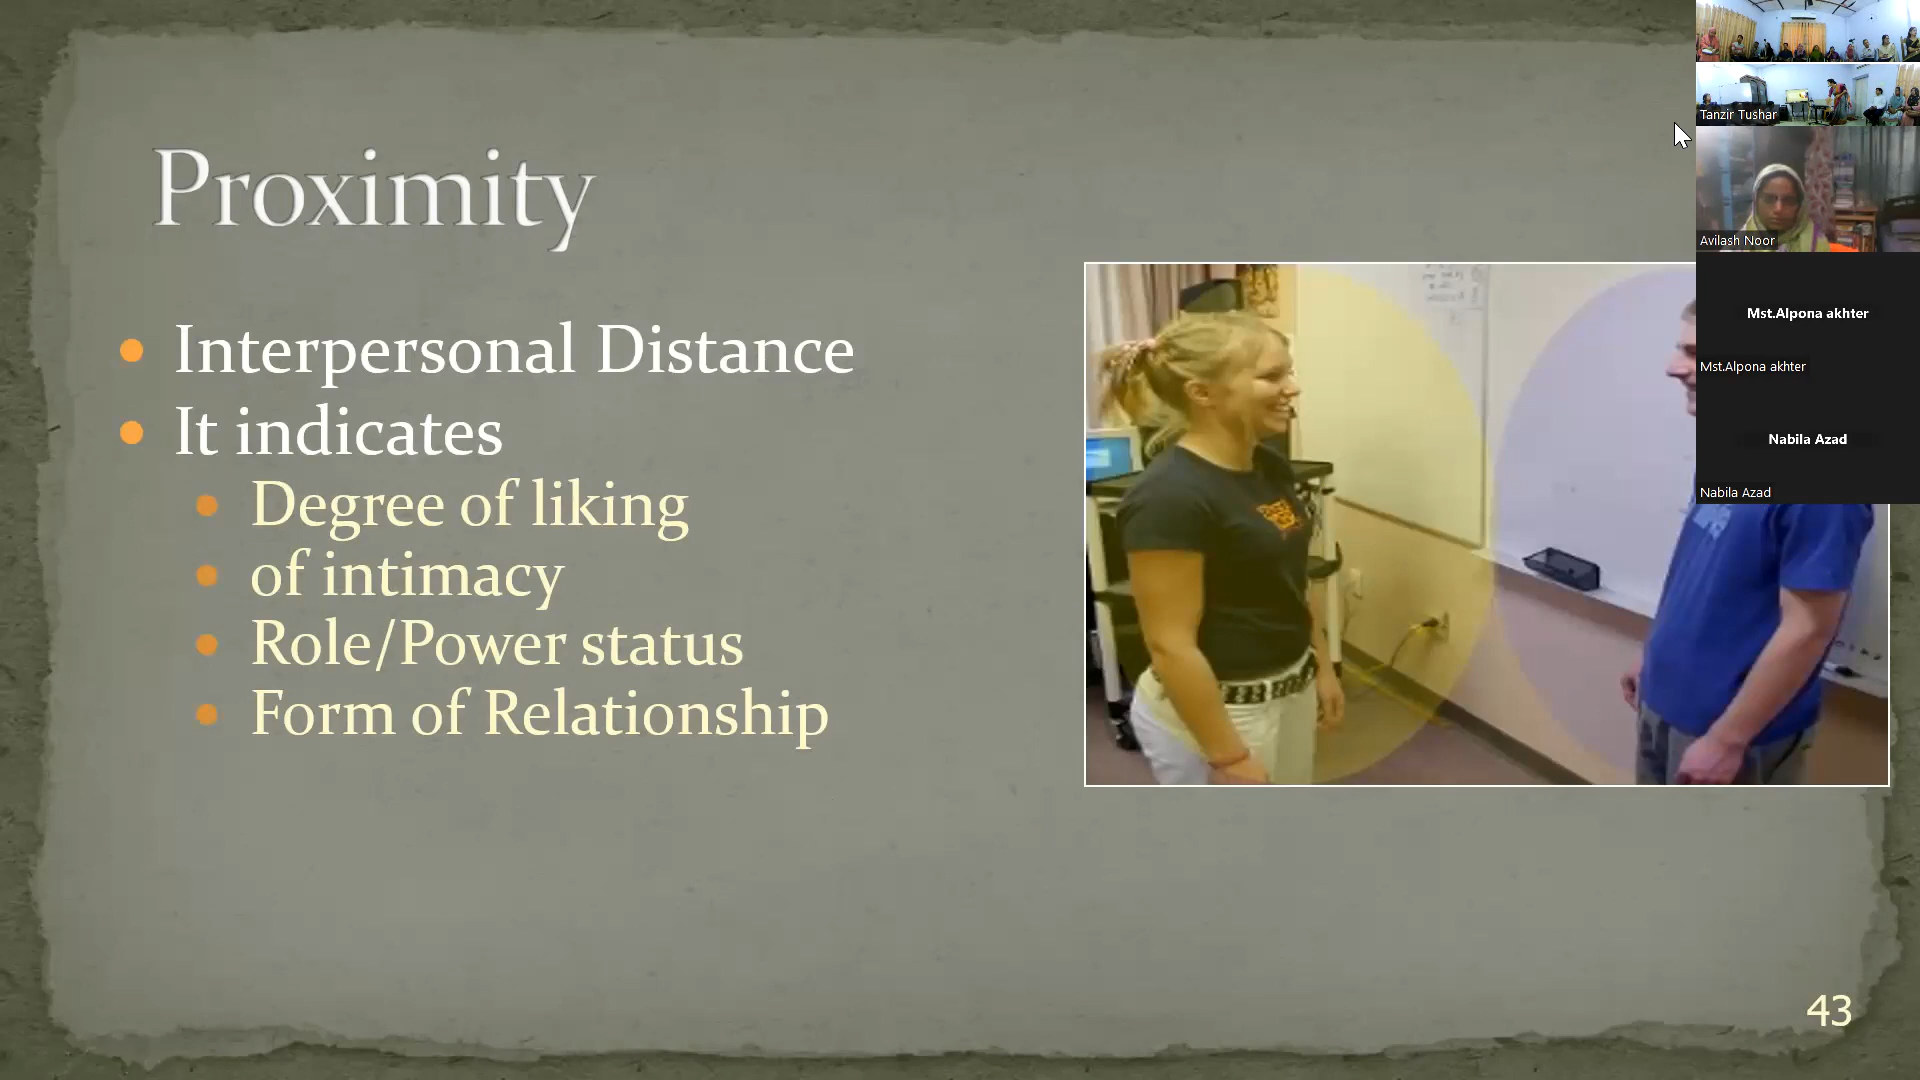 Proximity
Interpersonal Distance
It indicates
Degree of liking
of intimacy
Role/Power status
Form of Relationship
43
Tanzir Tushar
Avilash Noor
Mst.Alpona akhter
Mst.Alpona akhter
Nabila Azad
Nabila Azad